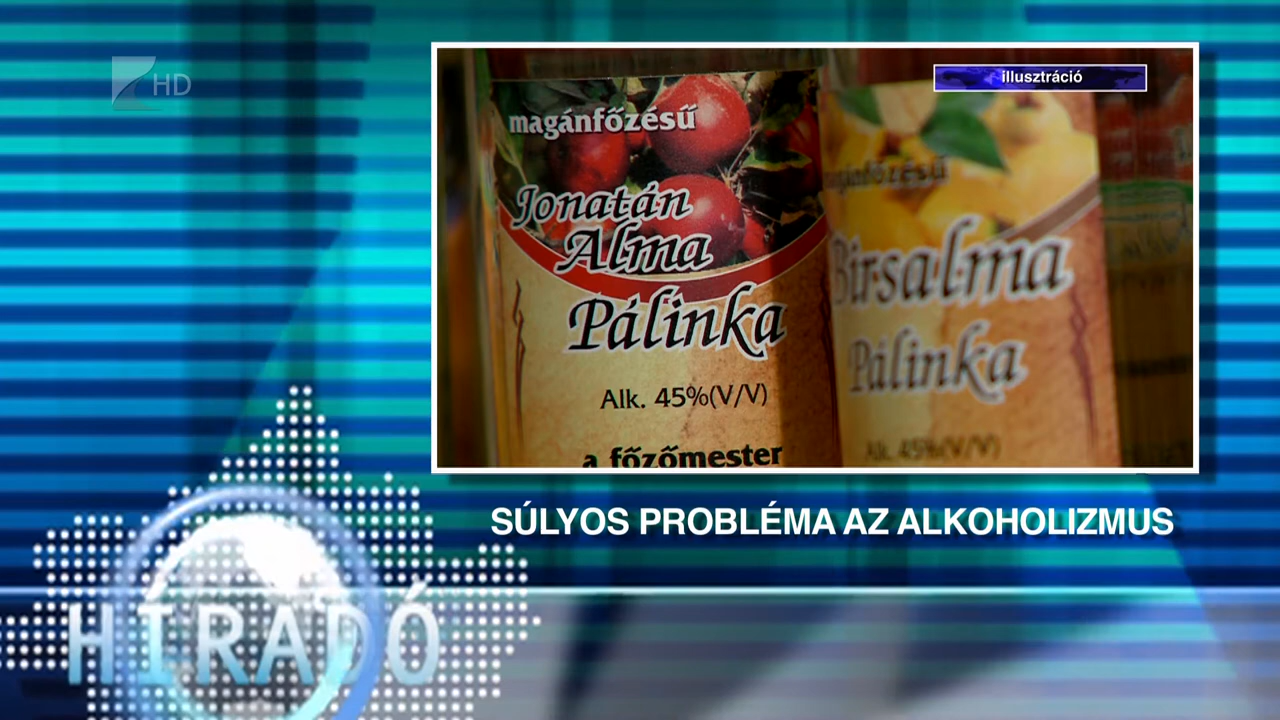 HD
illusztráció
magánfőzésű
Jonatán
Alma
Pálinka
Alk. 45%(V/V)
a főzőmester
magánfőzésű
Birsalma
Pálinka
Alk. 45%(V/V)
SÚLYOS PROBLÉMA AZ ALKOHOLIZMUS
HÍRADÓ